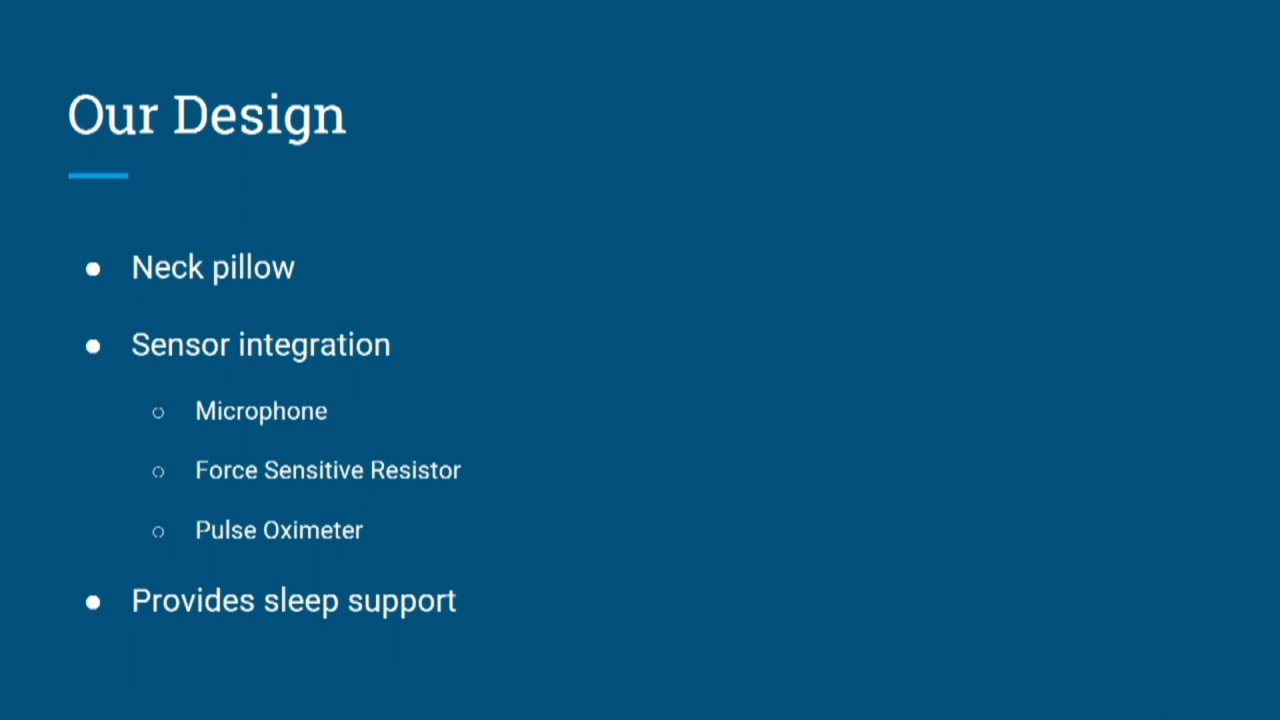 Our Design
● Neck pillow
● Sensor integration
○ Microphone
○ Force Sensitive Resistor
○ Pulse Oximeter
● Provides sleep support